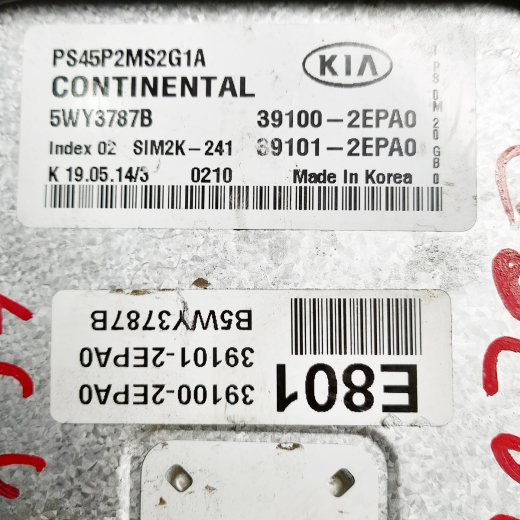 PS45P2MS2G1A
KIA
CONTINENTAL
5WY3787B 39100-2EPA0
Index 02 SIM2K-241 39101-2EPA0
K 19.05.14/3 0210 Made In Korea
E801
39100-2EPA0
39101-2EPA0
B5WY3787B